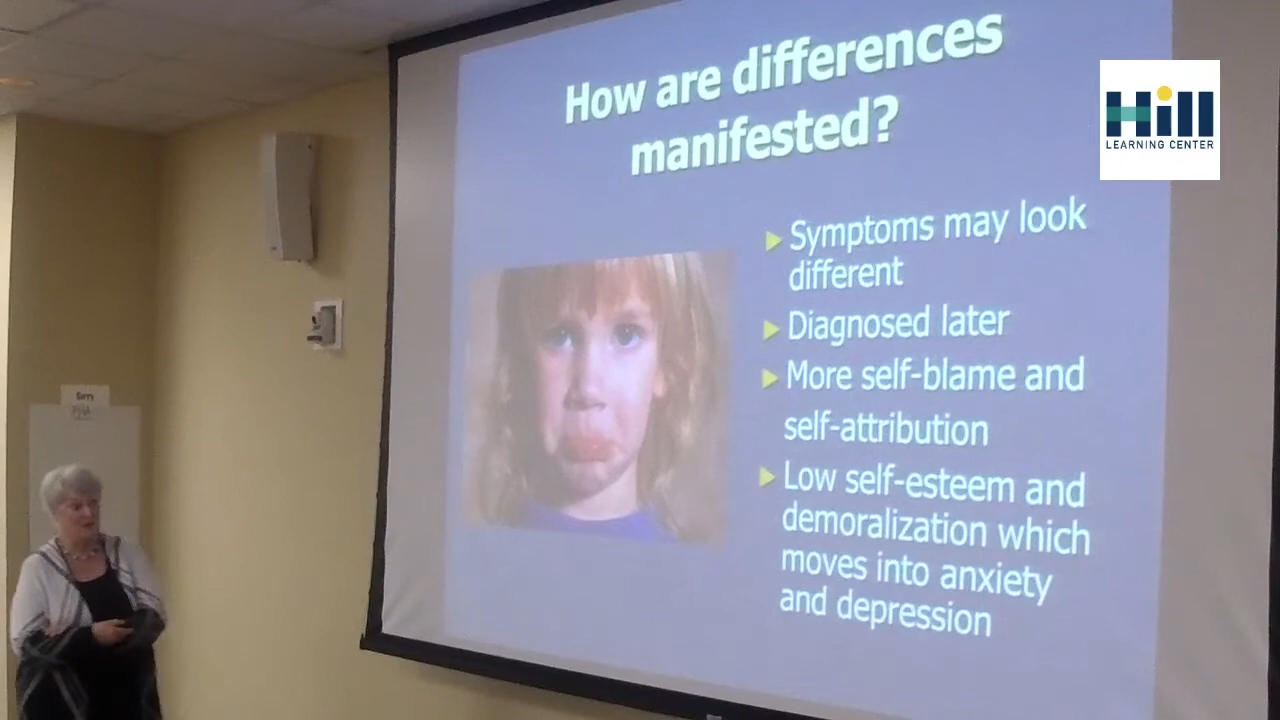 How are differences
manifested?
Hill
LEARNING CENTER
Symptoms may look
different
Diagnosed later
More self-blame and
self-attribution
Low self-esteem and
demoralization which
moves into anxiety
and depression